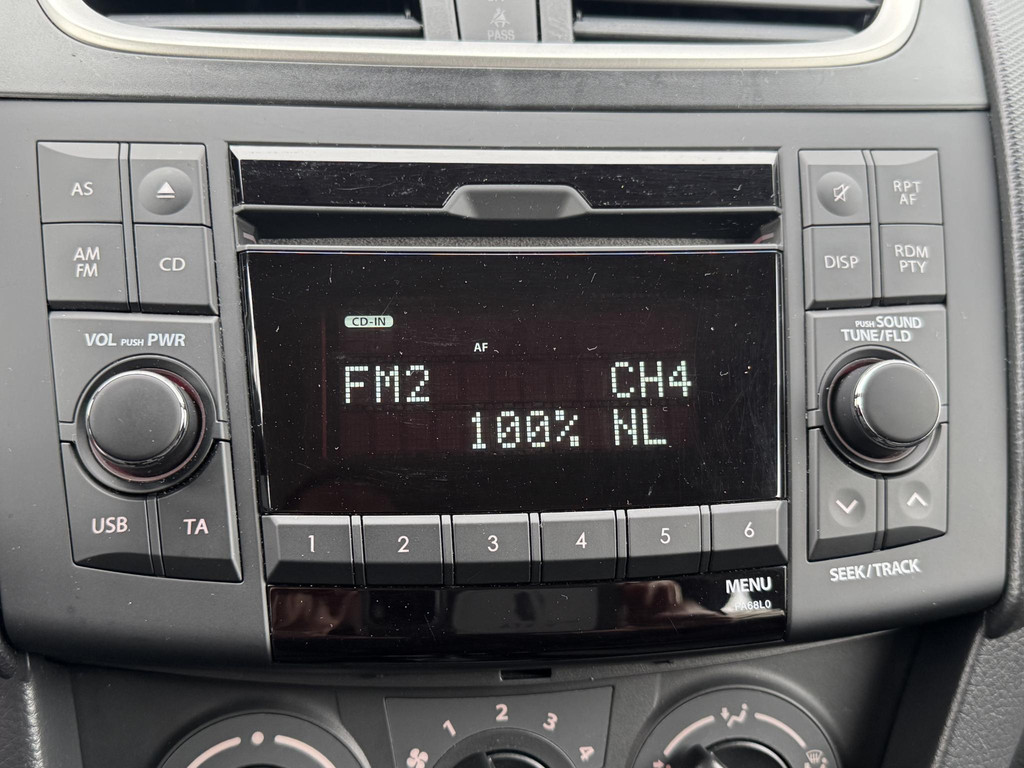 PASS
AS
AM
FM
CD
RPT
AF
DISP
RDM
PTY
VOL PUSH PWR
PUSH SOUND
TUNE/FLD
CD-IN
AF
FM2 CH4
100% NL
USB
TA
1 2 3 4 5 6
MENU
SEEK/TRACK
1 2 3 4